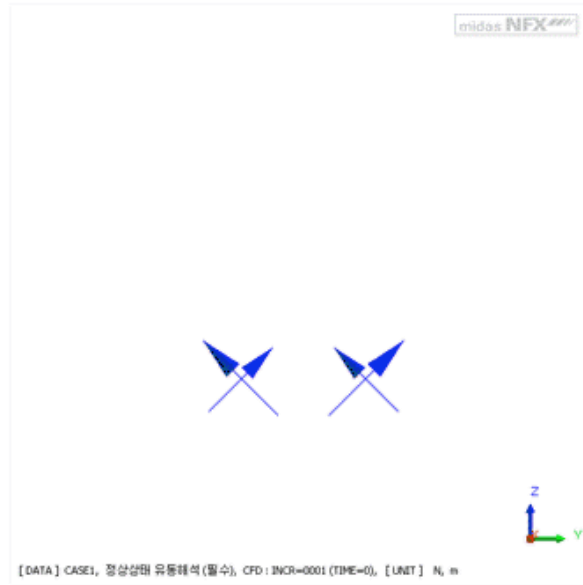 midas NFX
Z
Y
[DATA] CASE1, 정상상태 유동해석(필수), CFD : INCR=0001 (TIME=0), [UNIT] N, m